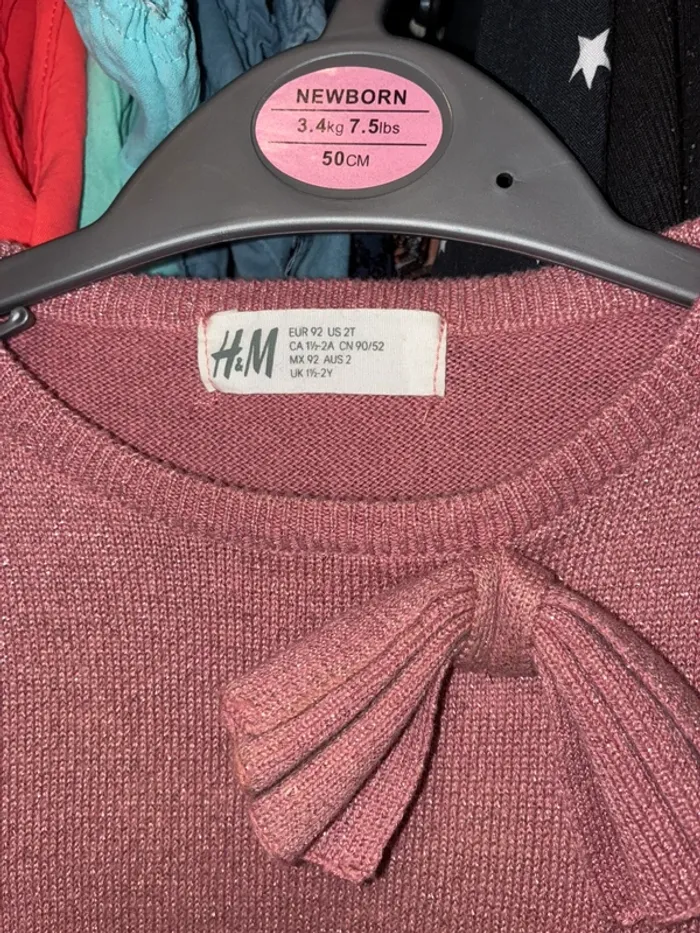 NEWBORN
3.4kg 7.5lbs
50CM
H&M
EUR 92 US 2T
CA 1½-2A CN 90/52
MX 92 AUS 2
UK 1½-2Y